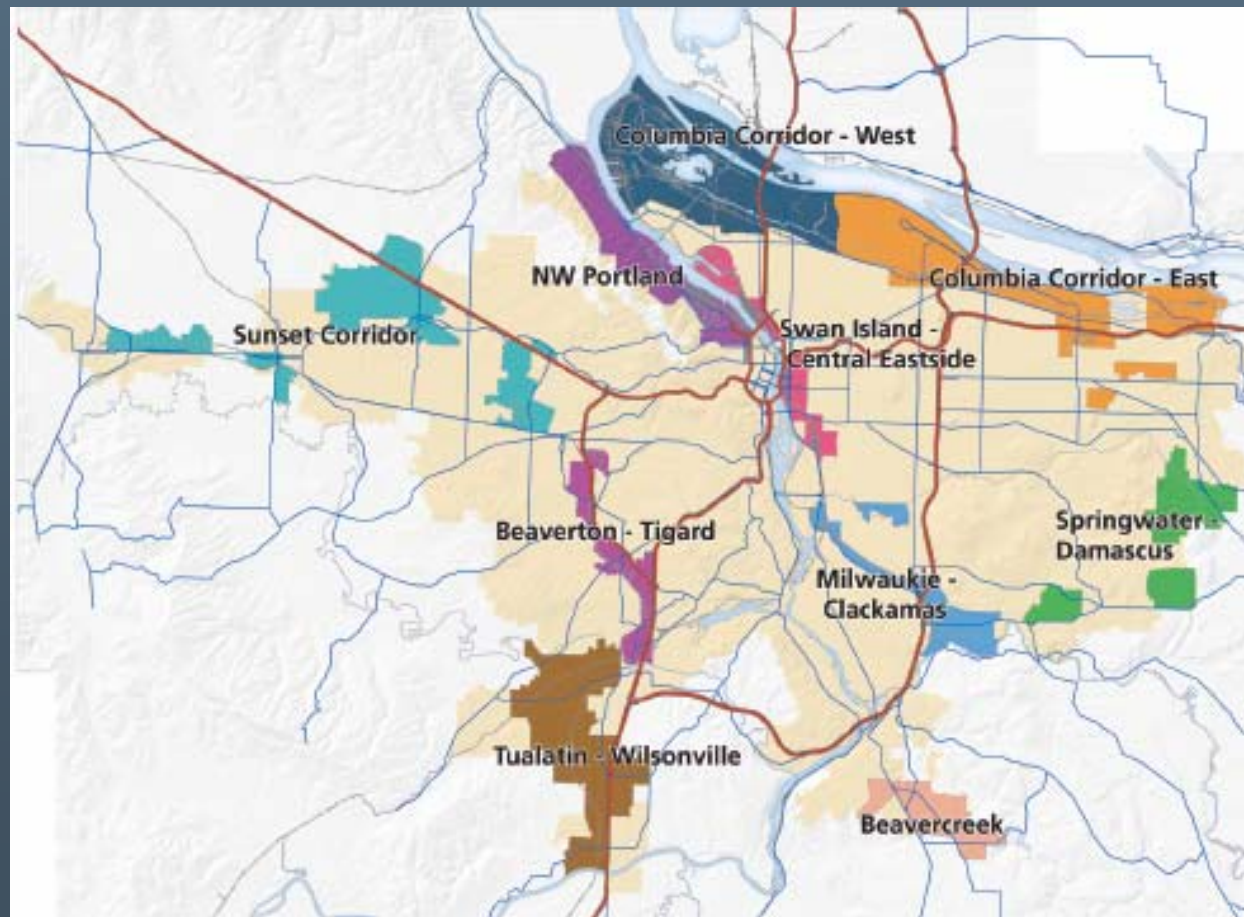 Columbia Corridor - West
NW Portland
Columbia Corridor - East
Sunset Corridor
Swan Island -
Central Eastside
Beaverton - Tigard
Springwater -
Damascus
Milwaukie -
Clackamas
Tualatin - Wilsonville
Beavercreek